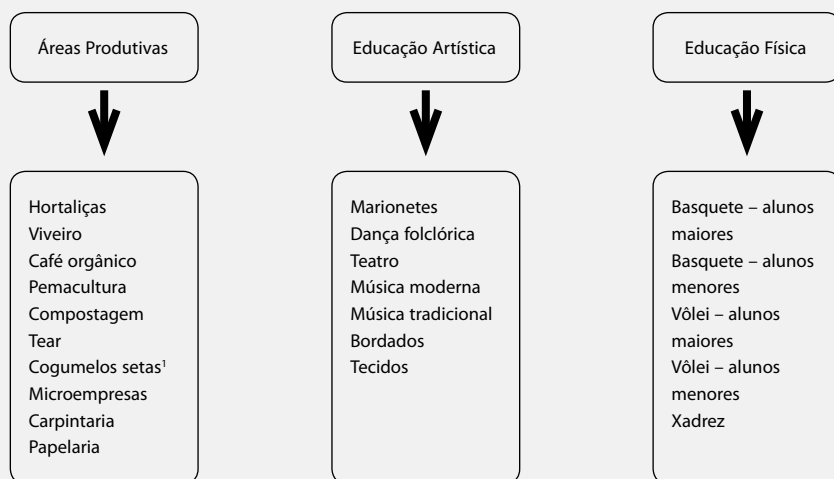 Áreas Produtivas
Educação Artística
Educação Física
Hortaliças
Viveiro
Café orgânico
Pemacultura
Compostagem
Tear
Cogumelos setas¹
Microempresas
Carpintaria
Papelaria
Marionetes
Dança folclórica
Teatro
Música moderna
Música tradicional
Bordados
Tecidos
Basquete – alunos
maiores
Basquete – alunos
menores
Vôlei – alunos
maiores
Vôlei – alunos
menores
Xadrez